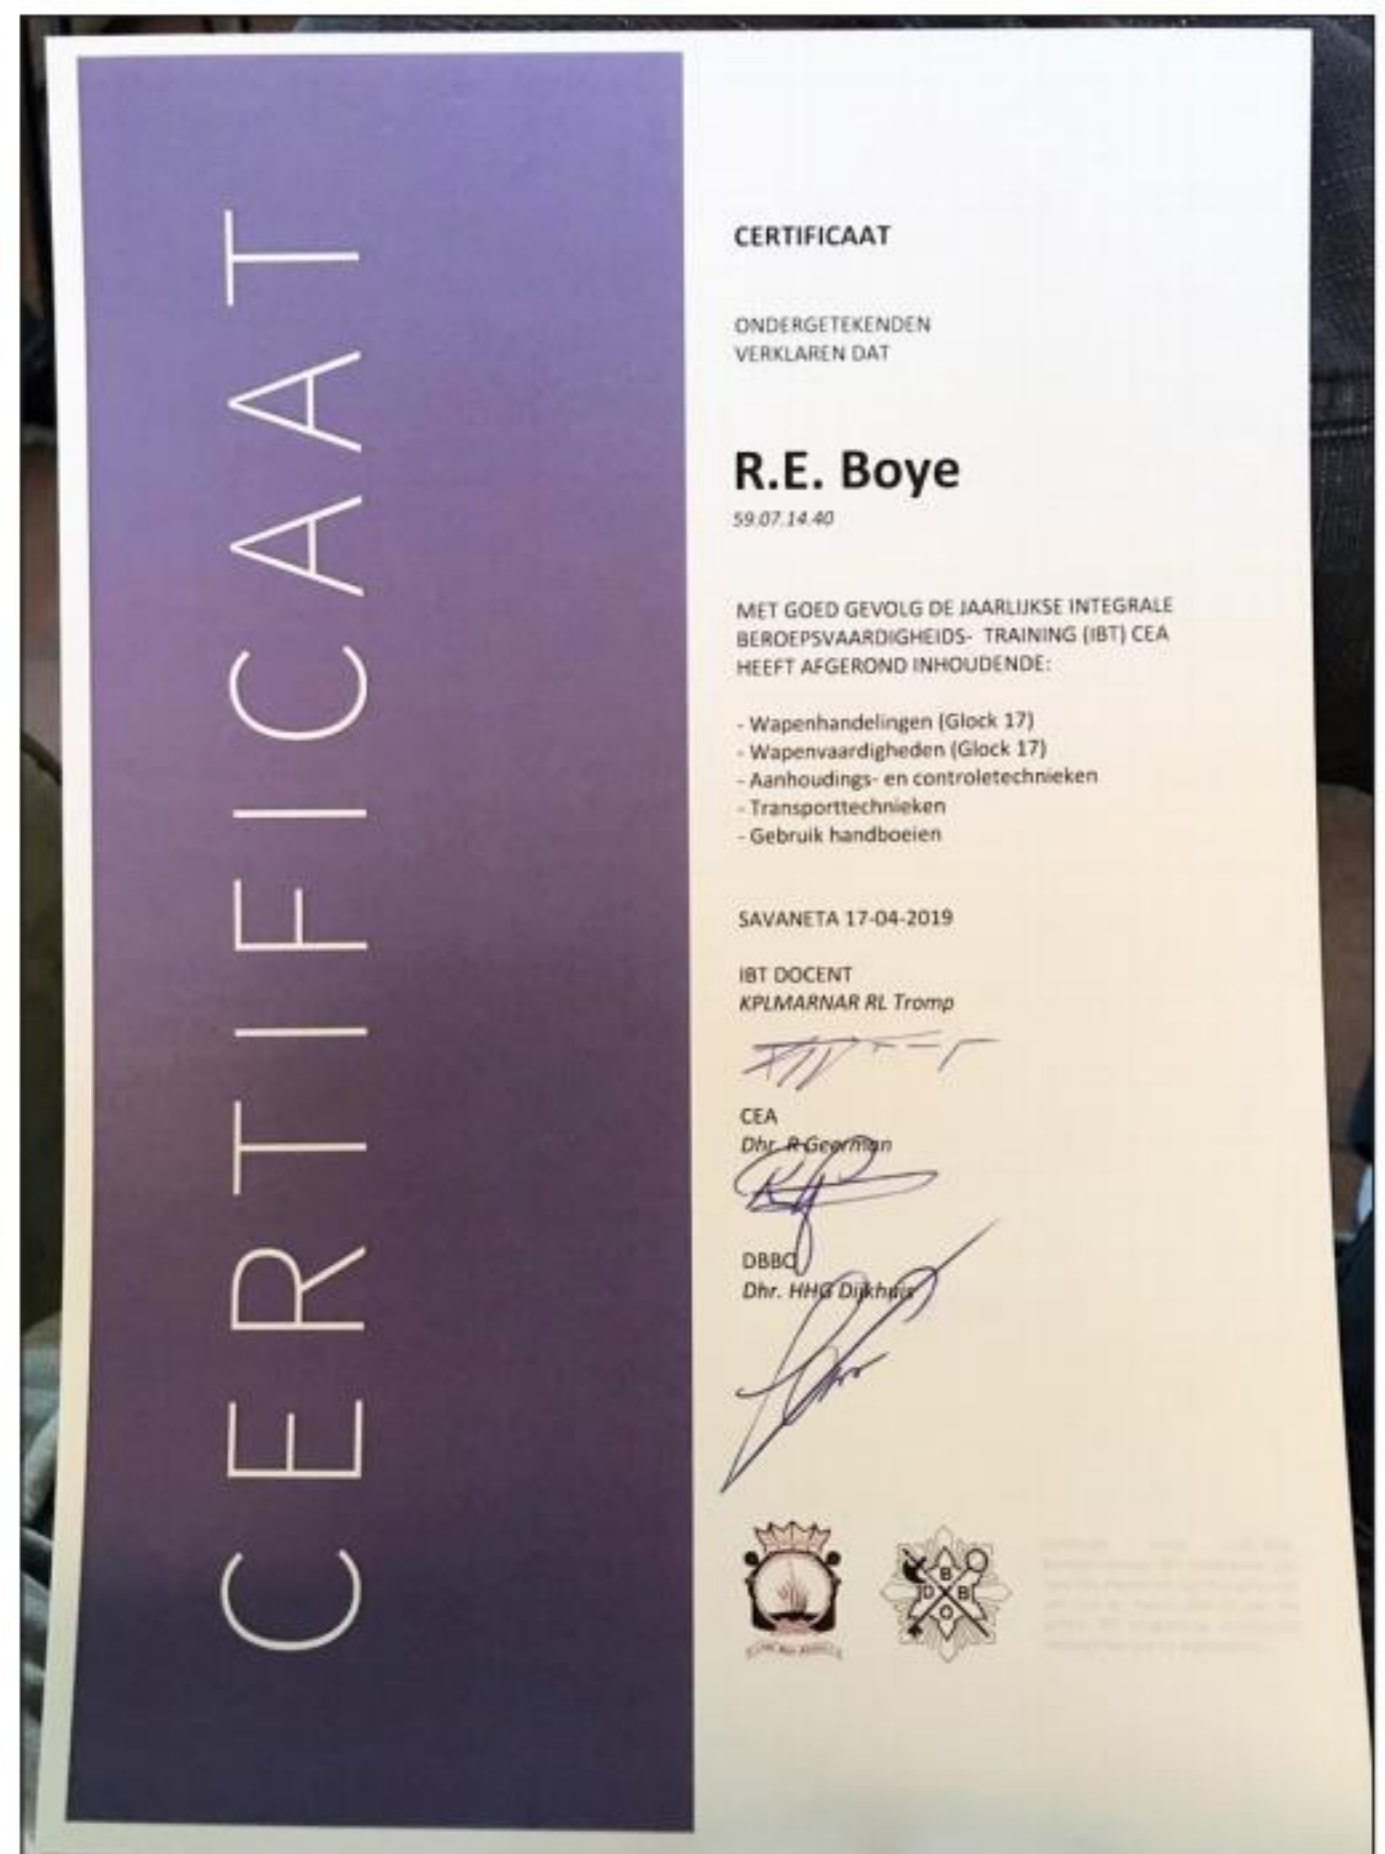 CERTIFICAAT
CERTIFICAAT
ONDERGETEKENDEN
VERKLAREN DAT
R.E. Boye
59.07.14.40
MET GOED GEVOLG DE JAARLIJKSE INTEGRALE
BEROEPSVAARDIGHEIDS- TRAINING (IBT) CEA
HEEFT AFGEROND INHOUDENDE:
- Wapenhandelingen (Glock 17)
- Wapenvaardigheden (Glock 17)
- Aanhoudings- en controletechnieken
- Transporttechnieken
- Gebruik handboeien
SAVANETA 17-04-2019
IBT DOCENT
KPLMARNAR RL Tromp
CEA
Dhr. R Geerman
DBBO
Dhr. HHG Dijkhuis
DBBO